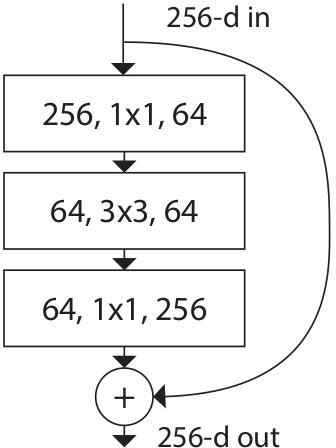 256-d in
256, 1x1, 64
64, 3x3, 64
64, 1x1, 256
+
256-d out